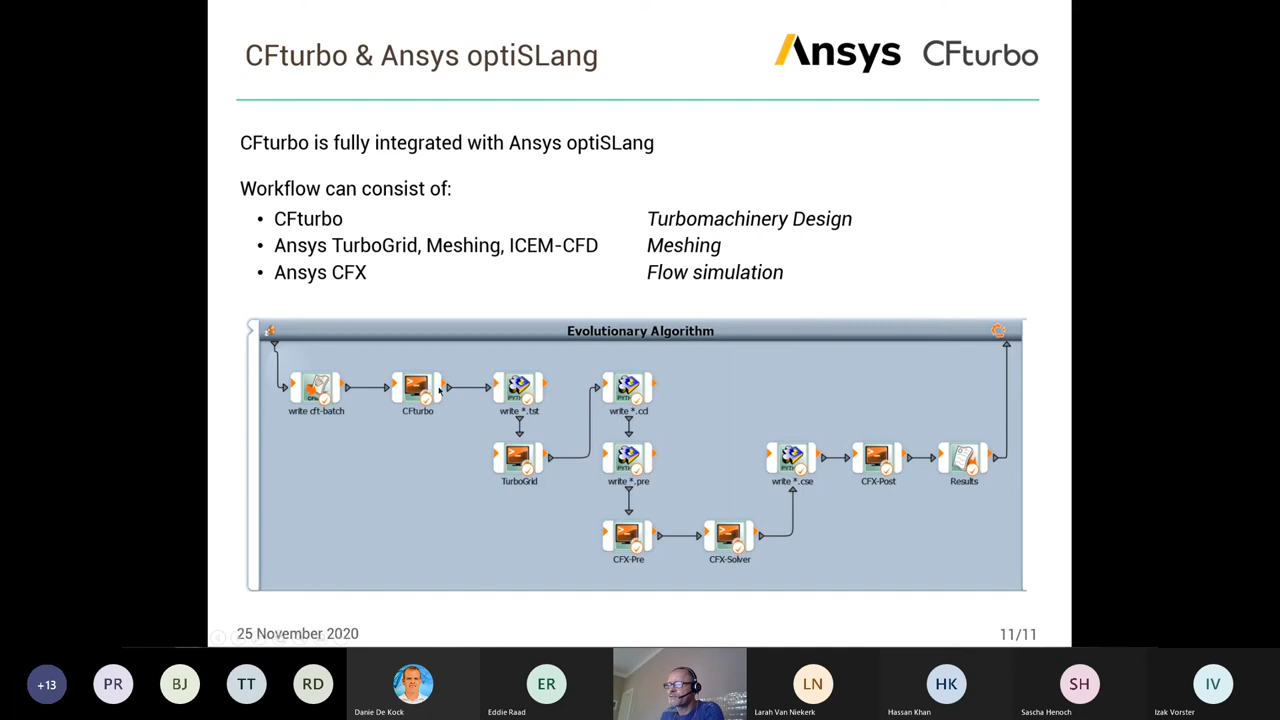 CFturbo & Ansys optiSLang
Ansys CFturbo
CFturbo is fully integrated with Ansys optiSLang
Workflow can consist of:
• CFturbo Turbomachinery Design
• Ansys TurboGrid, Meshing, ICEM-CFD Meshing
• Ansys CFX Flow simulation
Evolutionary Algorithm
write cft-batch
CFturbo
write *.tst
write *.ccl
TurboGrid
write *.pre
write *.cse
CFX-Post
Results
CFX-Pre
CFX-Solver
25 November 2020
11/11
+13
PR
BJ
TT
RD
ER
LN
HK
SH
IV
Danie De Kock
Eddie Raad
Larah Van Niekerk
Hassan Khan
Sascha Henoch
Izak Vorster